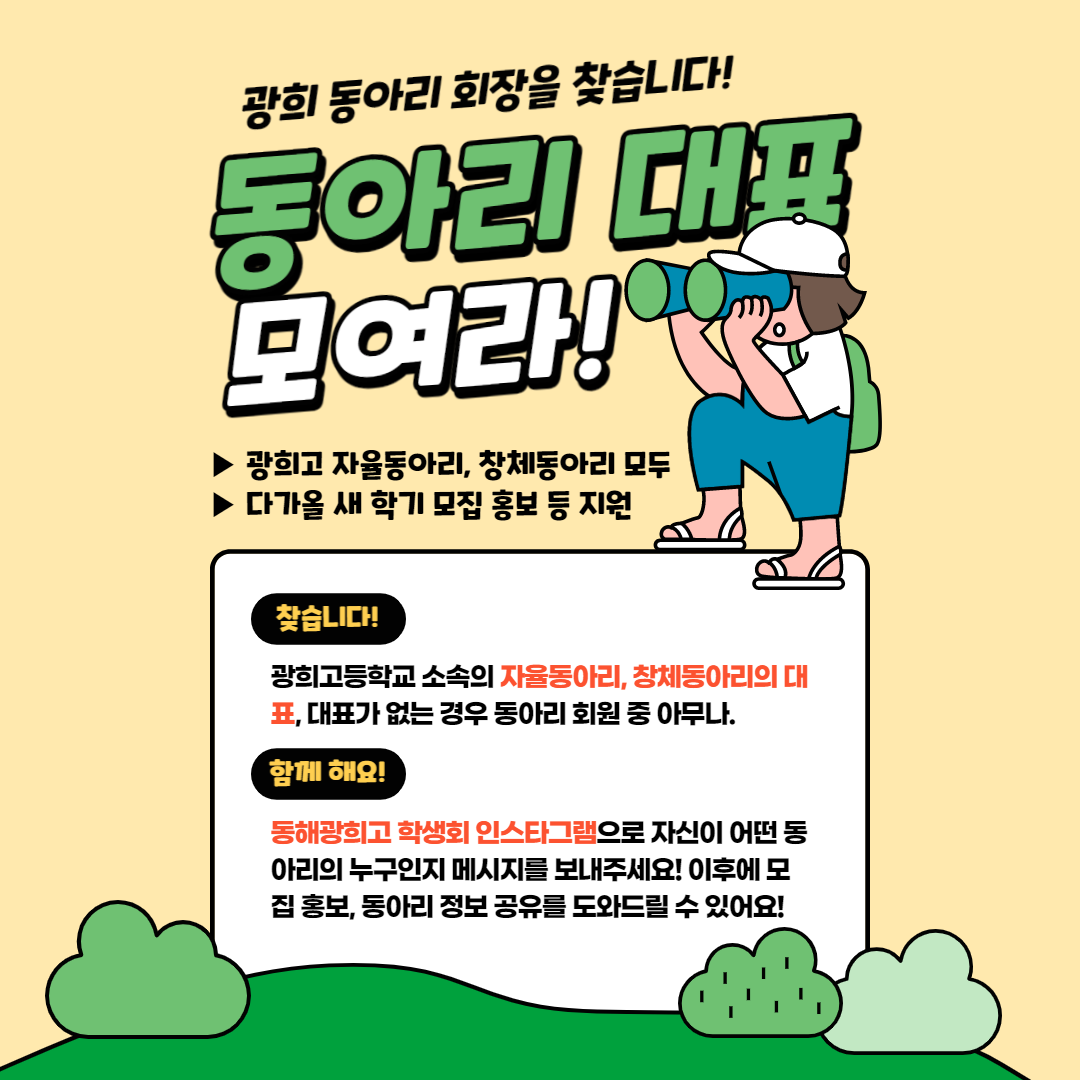 광희 동아리 회장을 찾습니다!
동아리 대표
모여라!
▶ 광희고 자율동아리, 창체동아리 모두
▶ 다가올 새 학기 모집 홍보 등 지원
찾습니다!
광희고등학교 소속의 자율동아리, 창체동아리의 대
표, 대표가 없는 경우 동아리 회원 중 아무나.
함께 해요!
동해광희고 학생회 인스타그램으로 자신이 어떤 동
아리의 누구인지 메시지를 보내주세요! 이후에 모
집 홍보, 동아리 정보 공유를 도와드릴 수 있어요!